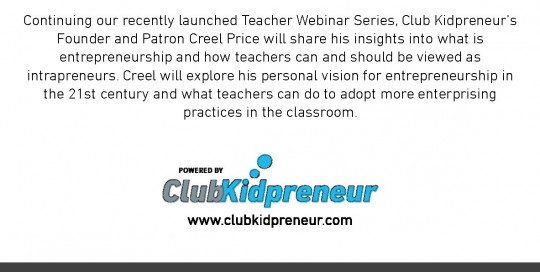 Continuing our recently launched Teacher Webinar Series, Club Kidpreneur's
Founder and Patron Creel Price will share his insights into what is
entrepreneurship and how teachers can and should be viewed as
intrapreneurs. Creel will explore his personal vision for entrepreneurship in
the 21st century and what teachers can do to adopt more enterprising
practices in the classroom.
POWERED BY
ClubKidpreneur
www.clubkidpreneur.com